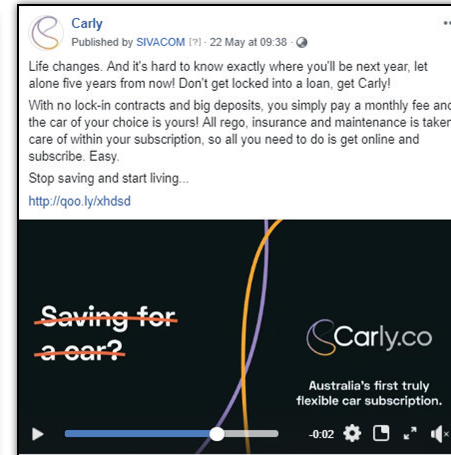 Carly
Published by SIVACOM [?] · 22 May at 09:38 ·
Life changes. And it's hard to know exactly where you'll be next year, let
alone five years from now! Don't get locked into a loan, get Carly!
With no lock-in contracts and big deposits, you simply pay a monthly fee and
the car of your choice is yours! All rego, insurance and maintenance is taken
care of within your subscription, so all you need to do is get online and
subscribe. Easy.
Stop saving and start living...
http://qoo.ly/xhdsd
Saving for
a car?
Carly.co
Australia's first truly
flexible car subscription.
-0:02